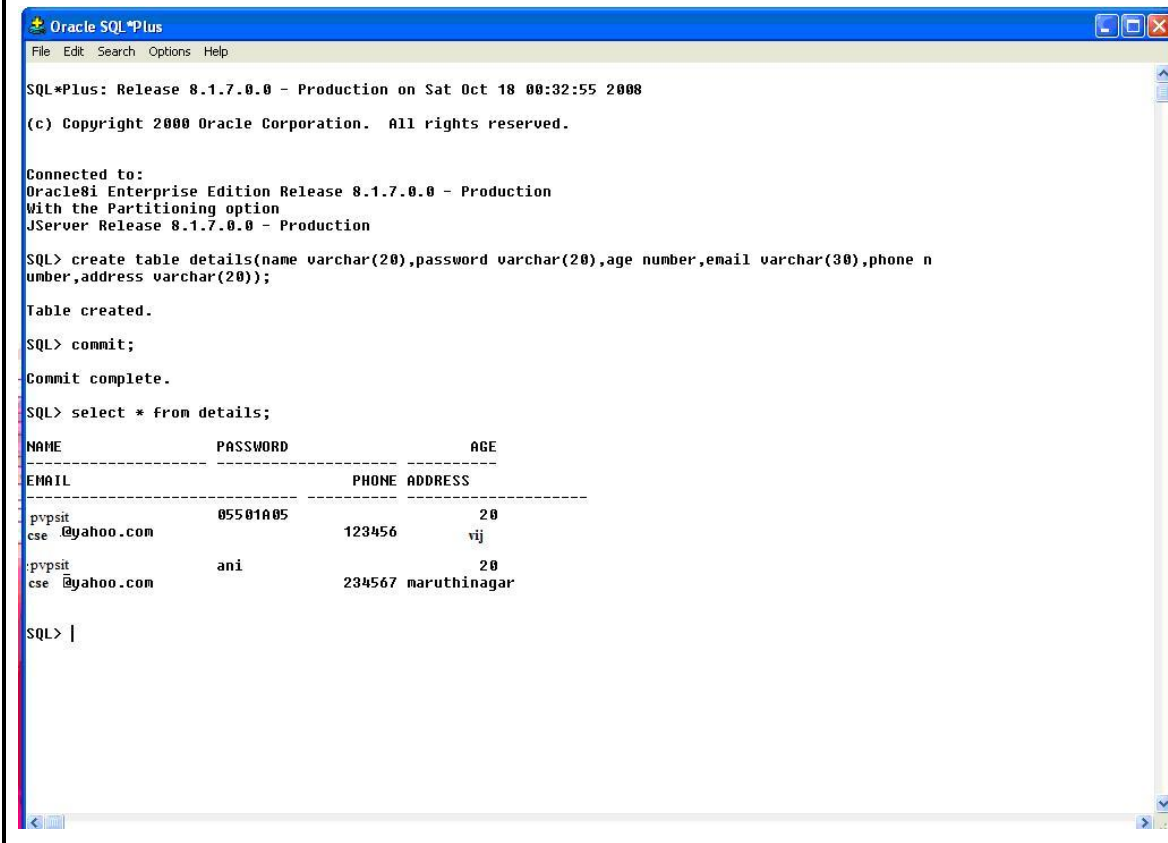 Oracle SQL*Plus
File Edit Search Options Help
SQL*Plus: Release 8.1.7.0.0 - Production on Sat Oct 18 00:32:55 2008
(c) Copyright 2000 Oracle Corporation.  All rights reserved.
Connected to:
Oracle8i Enterprise Edition Release 8.1.7.0.0 - Production
With the Partitioning option
JServer Release 8.1.7.0.0 - Production
SQL> create table details(name varchar(20),password varchar(20),age number,email varchar(30),phone n
umber,address varchar(20));
Table created.
SQL> commit;
Commit complete.
SQL> select * from details;
NAME PASSWORD AGE
-------------------- -------------------- ----------
EMAIL PHONE ADDRESS
------------------------------ ---------- --------------------
pvpsit 05501A05 20
cse @yahoo.com 123456 vij
pvpsit ani 20
cse @yahoo.com 234567 maruthinagar
SQL>